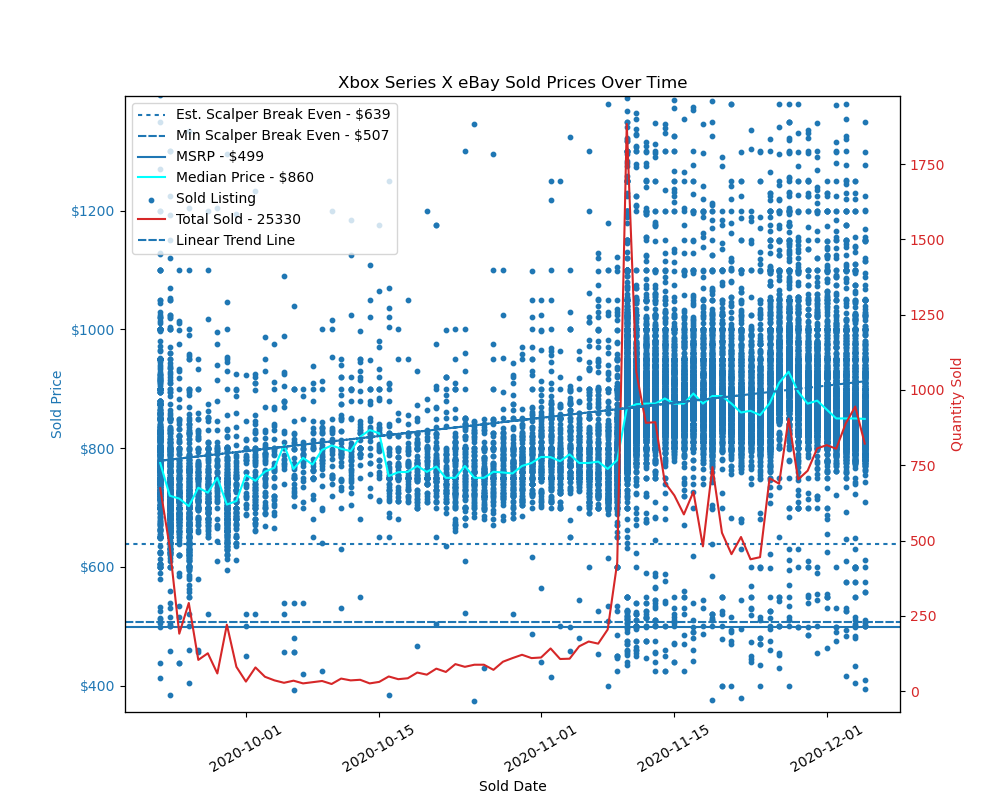 Xbox Series X eBay Sold Prices Over Time
Est. Scalper Break Even - $639
Min Scalper Break Even - $507
MSRP - $499
Median Price - $860
Sold Listing
Total Sold - 25330
Linear Trend Line
$1200
$1000
$800
$600
$400
Sold Price
1750
1500
1250
1000
750
500
250
0
Quantity Sold
2020-10-01
2020-10-15
2020-11-01
2020-11-15
2020-12-01
Sold Date